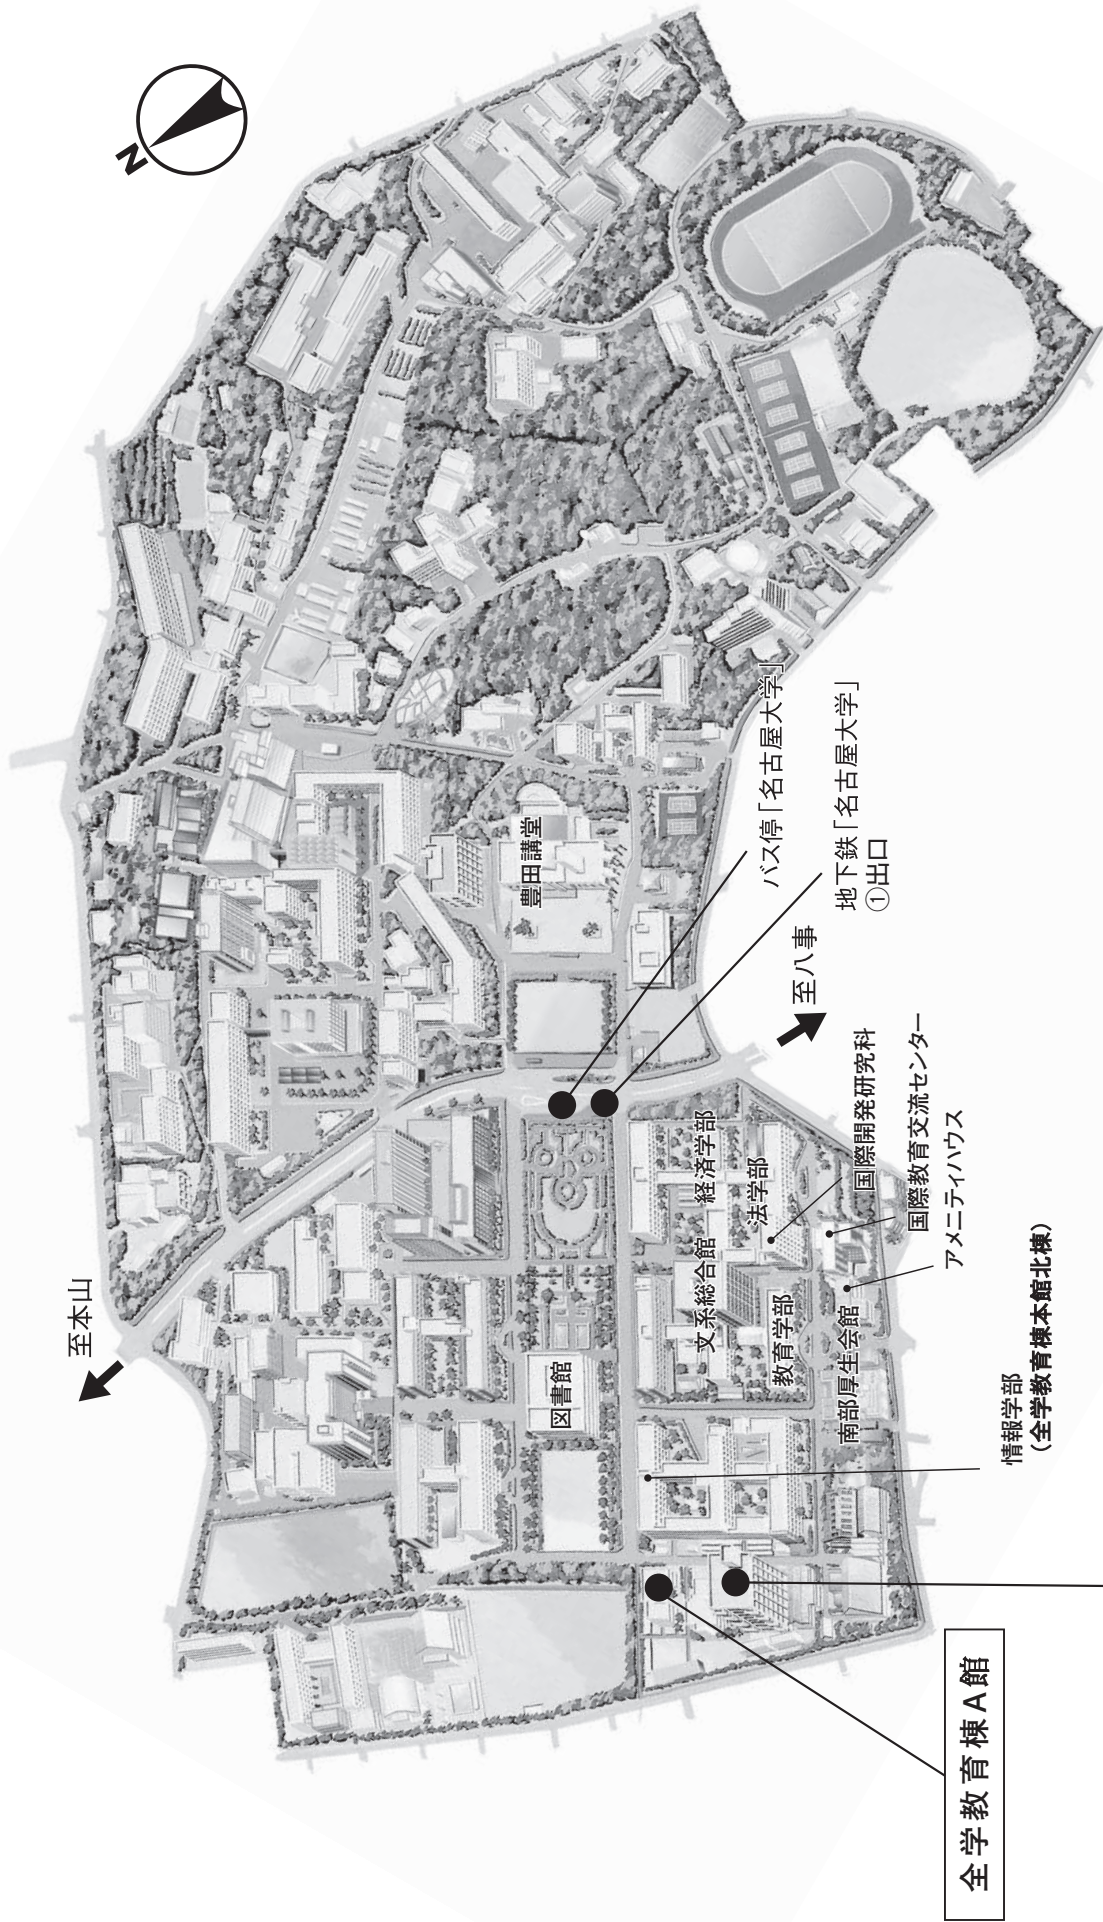 N
至本山
豊田講堂
バス停「名古屋大学」
地下鉄「名古屋大学」
①出口
至八事
図書館
文系総合館
経済学部
法学部
教育学部
国際開発研究科
国際教育交流センター
アメニティハウス
南部厚生会館
情報学部
(全学教育棟本館北棟)
全学教育棟A館